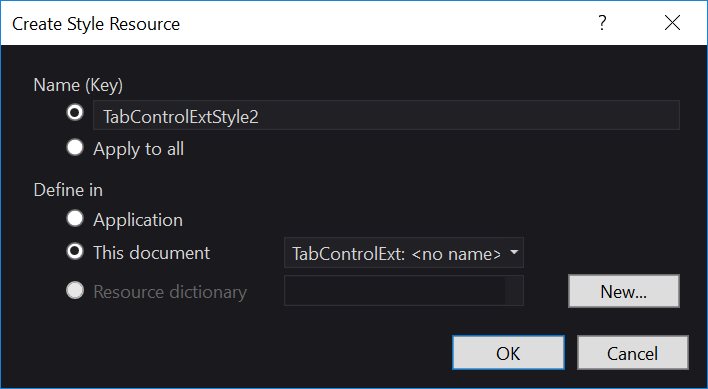 Create Style Resource
Name (Key)
TabControlExtStyle2
Apply to all
Define in
Application
This document TabControlExt: <no name>
Resource dictionary New...
OK Cancel